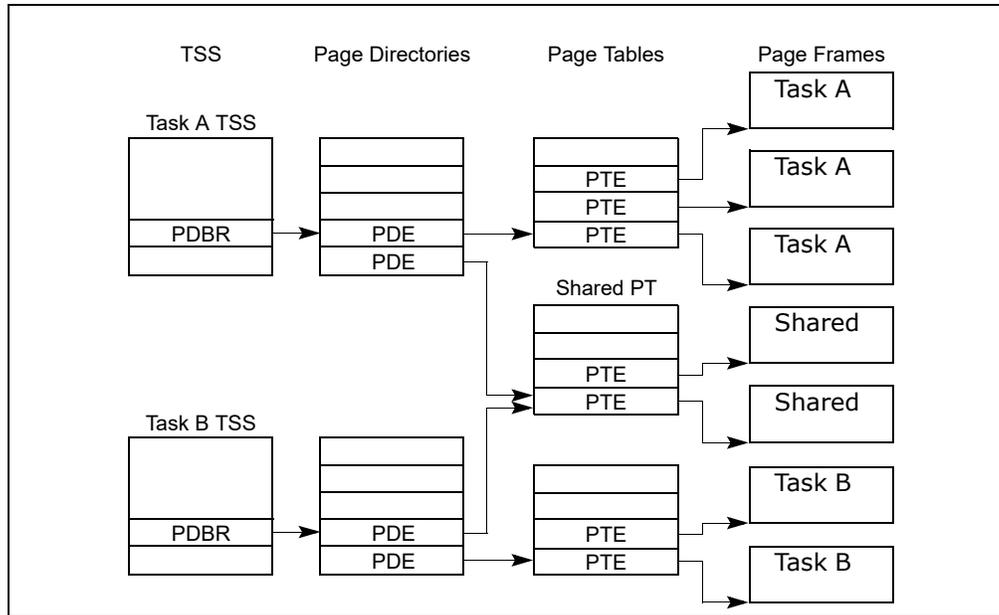 TSS
Page Directories
Page Tables
Page Frames
Task A TSS
PDBR
PDE
PDE
PTE
PTE
PTE
Task A
Task A
Task A
Shared PT
PTE
PTE
Shared
Shared
Task B TSS
PDBR
PDE
PDE
PTE
PTE
Task B
Task B